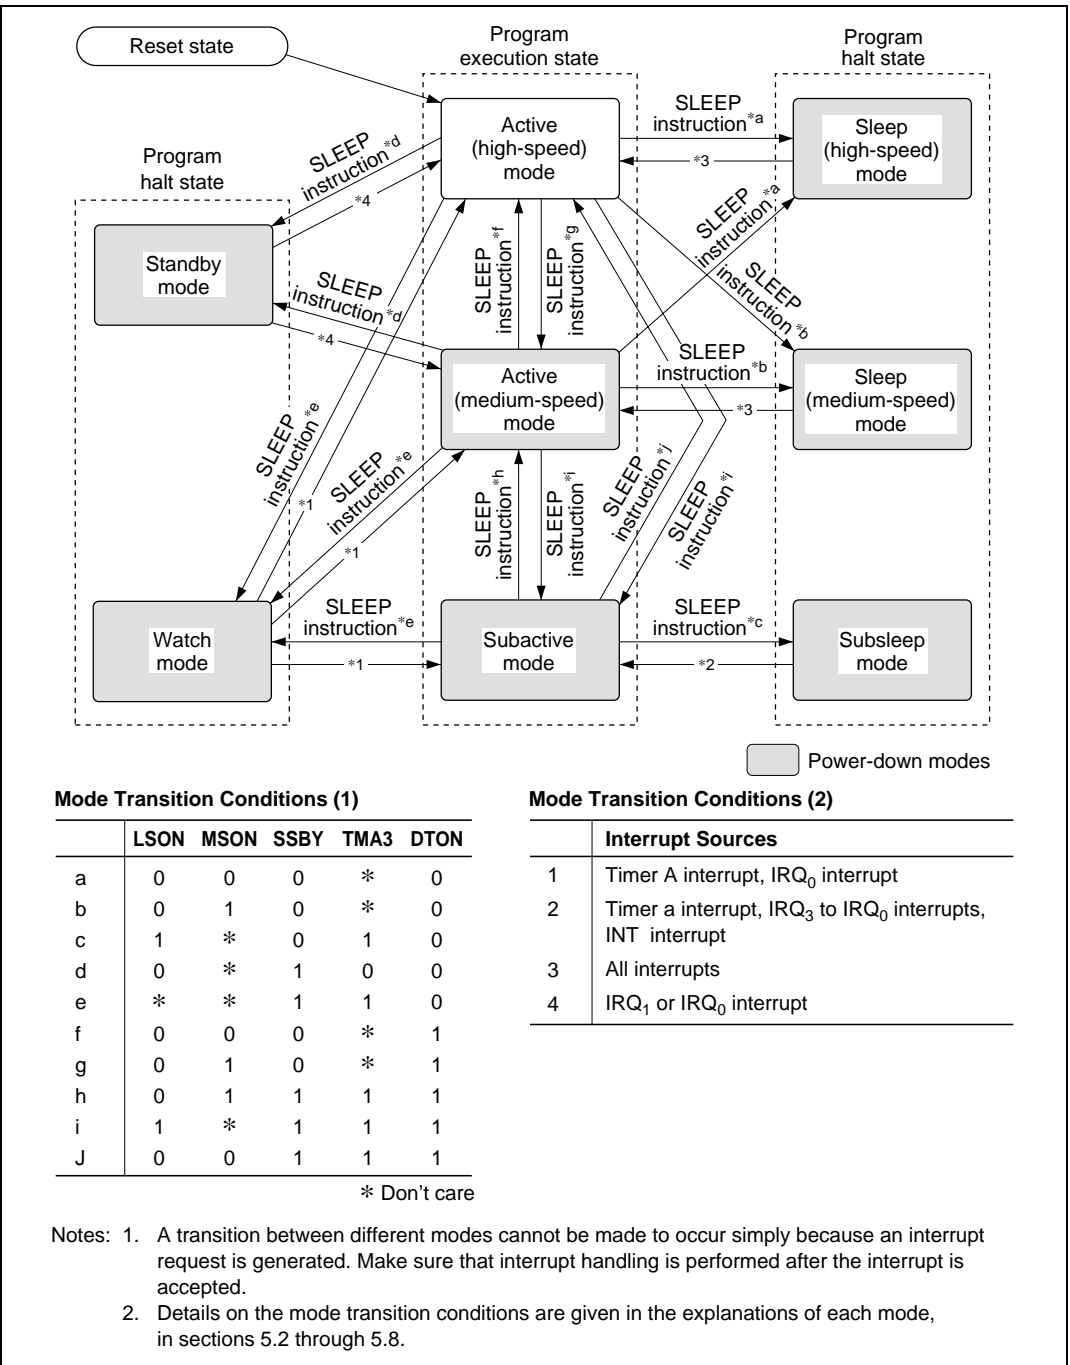 Reset state
Program
execution state
Program
halt state
Active
(high-speed)
mode
SLEEP
instruction*a
*3
Sleep
(high-speed)
mode
Program
halt state
SLEEP
instruction*d
*4
Standby
mode
SLEEP
instruction*d
*4
SLEEP
instruction*f
SLEEP
instruction*g
SLEEP
instruction*a
SLEEP
instruction*b
Active
(medium-speed)
mode
SLEEP
instruction*b
*3
Sleep
(medium-speed)
mode
SLEEP
instruction*e
*1
SLEEP
instruction*e
*1
SLEEP
instruction*h
SLEEP
instruction*i
SLEEP
instruction*j
SLEEP
instruction*i
Watch
mode
SLEEP
instruction*e
*1
Subactive
mode
SLEEP
instruction*c
*2
Subsleep
mode
Power-down modes
Mode Transition Conditions (1)
LSON MSON SSBY TMA3 DTON
a 0 0 0 * 0
b 0 1 0 * 0
c 1 * 0 1 0
d 0 * 1 0 0
e * * 1 1 0
f 0 0 0 * 1
g 0 1 0 * 1
h 0 1 1 1 1
i 1 * 1 1 1
J 0 0 1 1 1
* Don't care
Mode Transition Conditions (2)
Interrupt Sources
1 Timer A interrupt, IRQ0 interrupt
2 Timer a interrupt, IRQ3 to IRQ0 interrupts,
INT interrupt
3 All interrupts
4 IRQ1 or IRQ0 interrupt
Notes: 1. A transition between different modes cannot be made to occur simply because an interrupt
request is generated. Make sure that interrupt handling is performed after the interrupt is
accepted.
2. Details on the mode transition conditions are given in the explanations of each mode,
in sections 5.2 through 5.8.